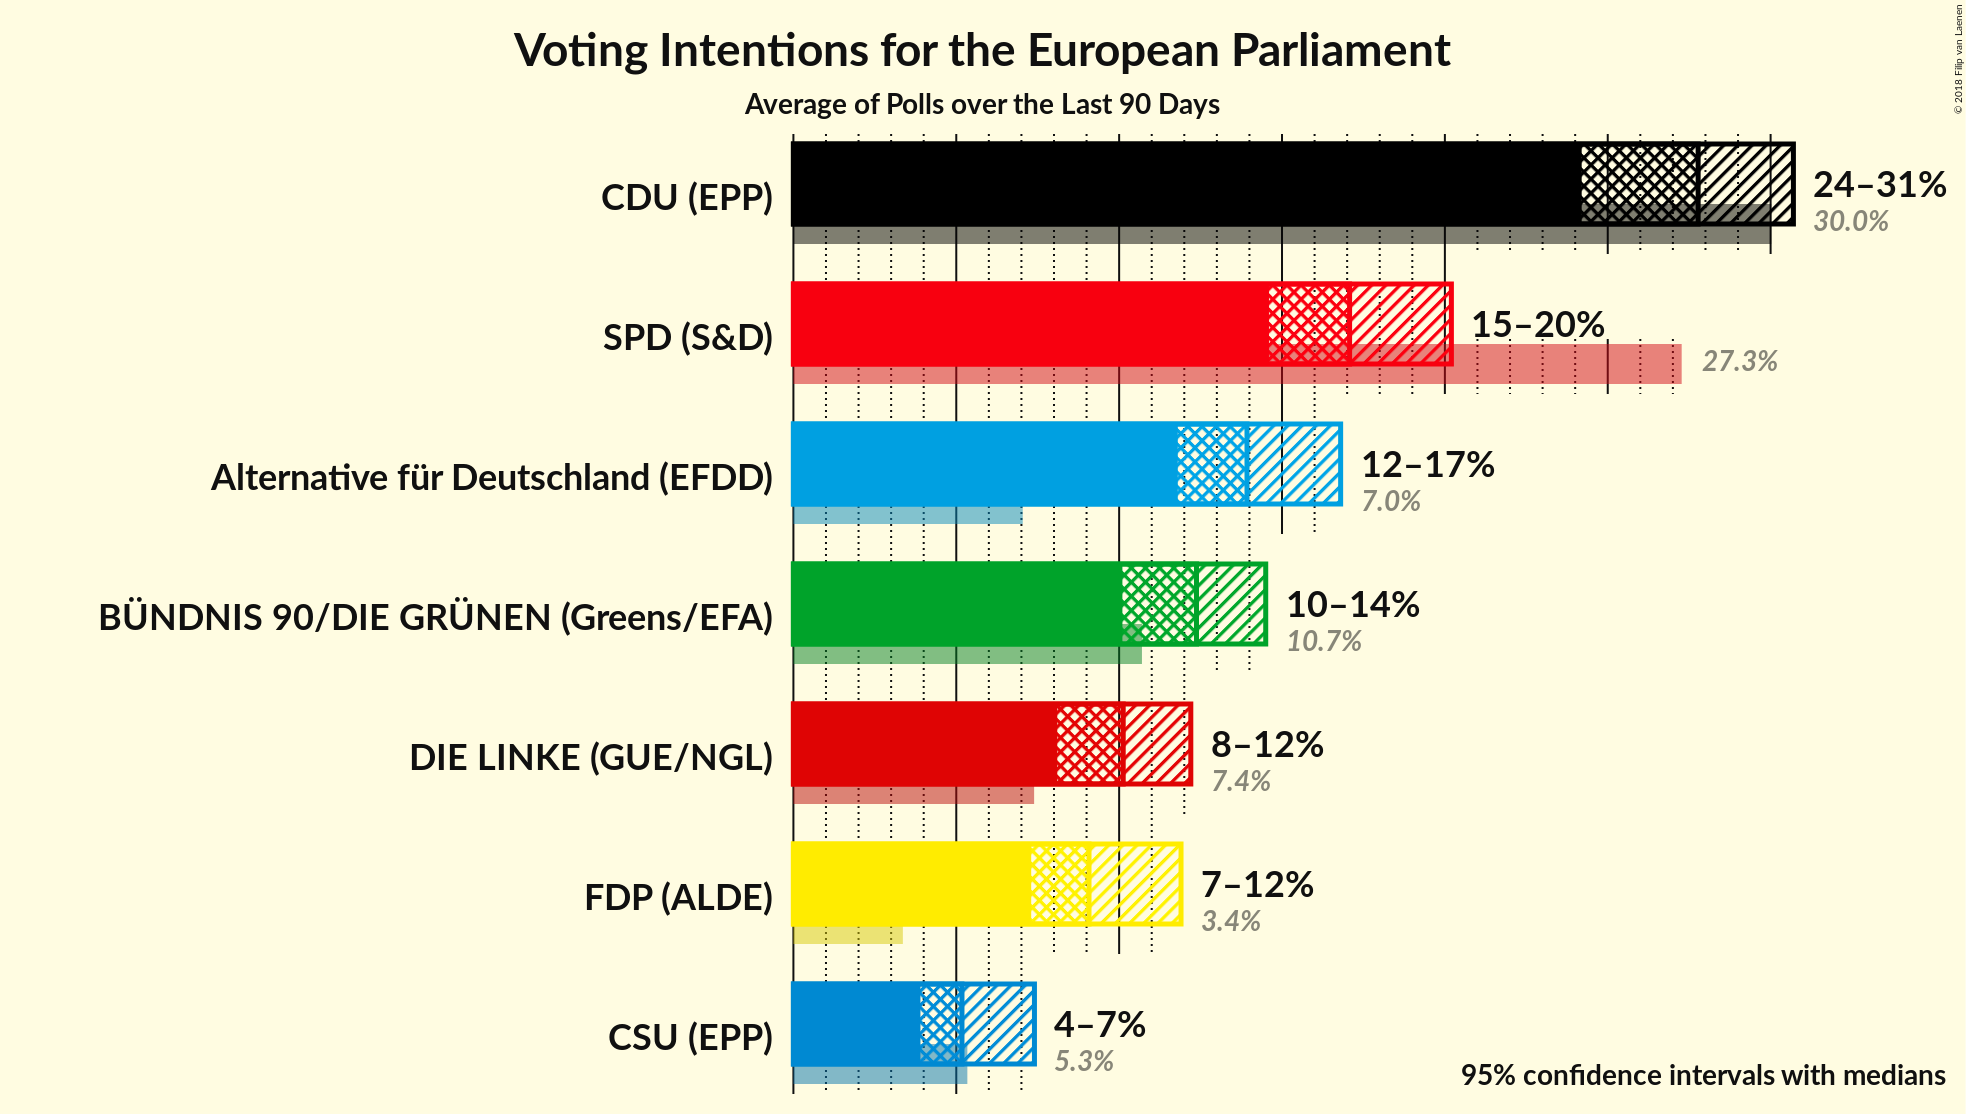 Voting Intentions for the European Parliament
Average of Polls over the Last 90 Days
© 2018 Filip van Laenen
CDU (EPP)
24–31%
30.0%
SPD (S&D)
15–20%
27.3%
Alternative für Deutschland (EFDD)
12–17%
7.0%
BÜNDNIS 90/DIE GRÜNEN (Greens/EFA)
10–14%
10.7%
DIE LINKE (GUE/NGL)
8–12%
7.4%
FDP (ALDE)
7–12%
3.4%
CSU (EPP)
4–7%
5.3%
95% confidence intervals with medians